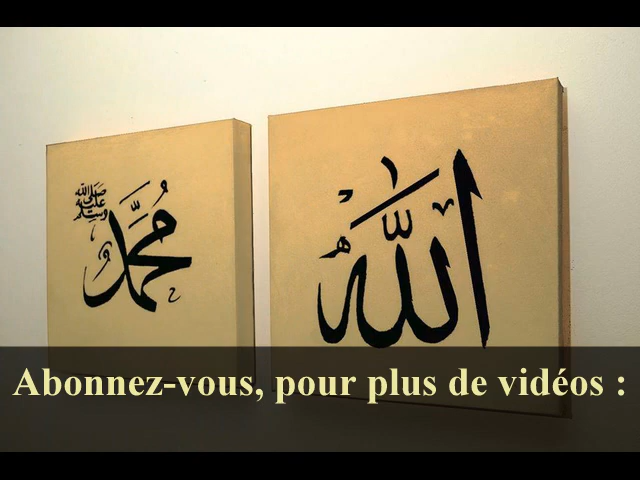 الله
محمد
صلى الله
عليه
وسلم
Abonnez-vous, pour plus de vidéos :